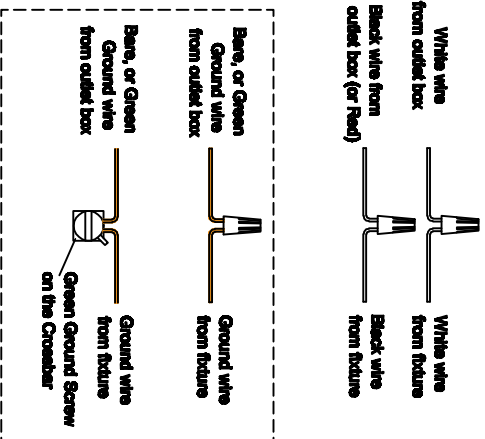 White wire
from outlet box
White wire
from fixture
Black wire from
outlet box (or Red)
Black wire
from fixture
Bare, or Green
Ground wire
from outlet box
Ground wire
from fixture
Bare, or Green
Ground wire
from outlet box
Ground wire
from fixture
Green Ground Screw
on the Crossbar